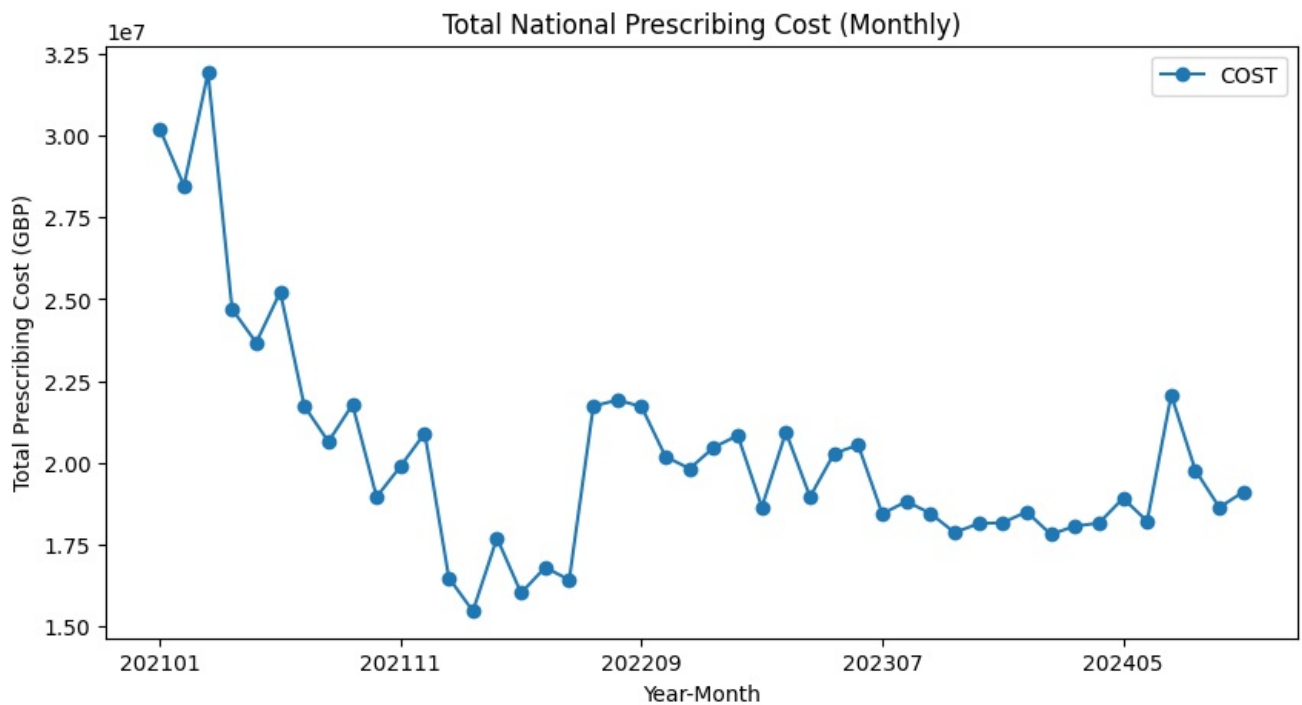 Total National Prescribing Cost (Monthly)
1e7
COST
3.25
3.00
2.75
2.50
2.25
2.00
1.75
1.50
Total Prescribing Cost (GBP)
202101 202111 202209 202307 202405
Year-Month